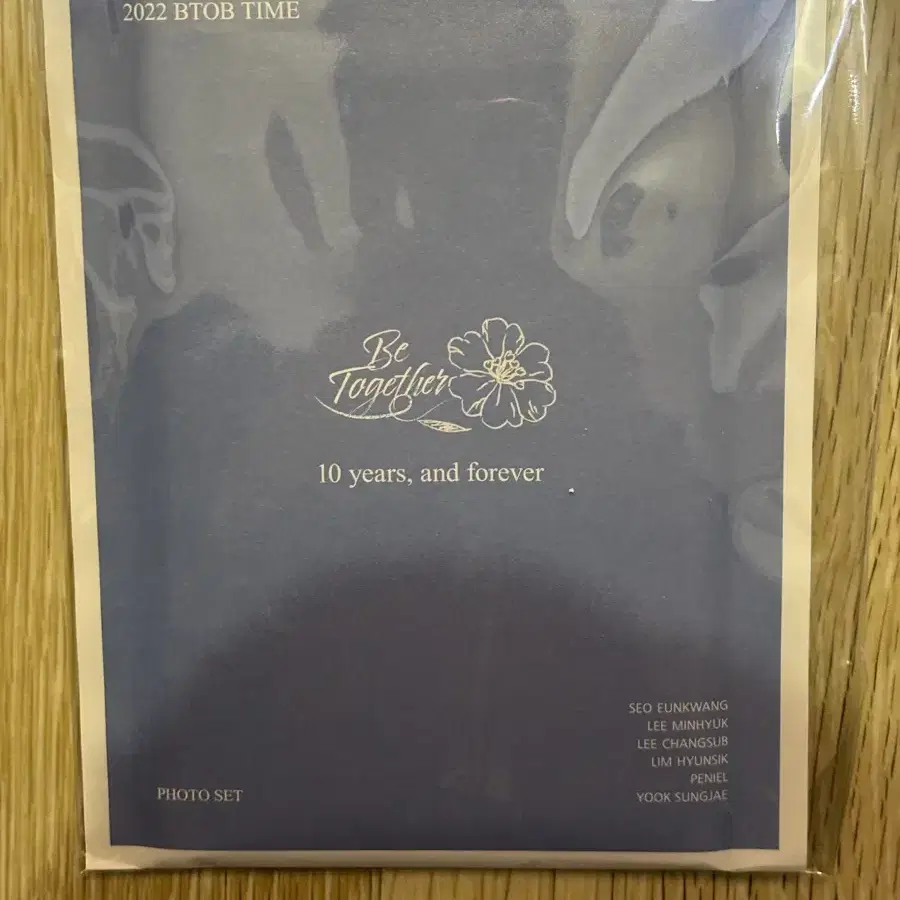 2022 BTOB TIME
Be
Together
10 years, and forever
SEO EUNKWANG
LEE MINHYUK
LEE CHANGSUB
LIM HYUNSIK
PENIEL
YOOK SUNGJAE
PHOTO SET